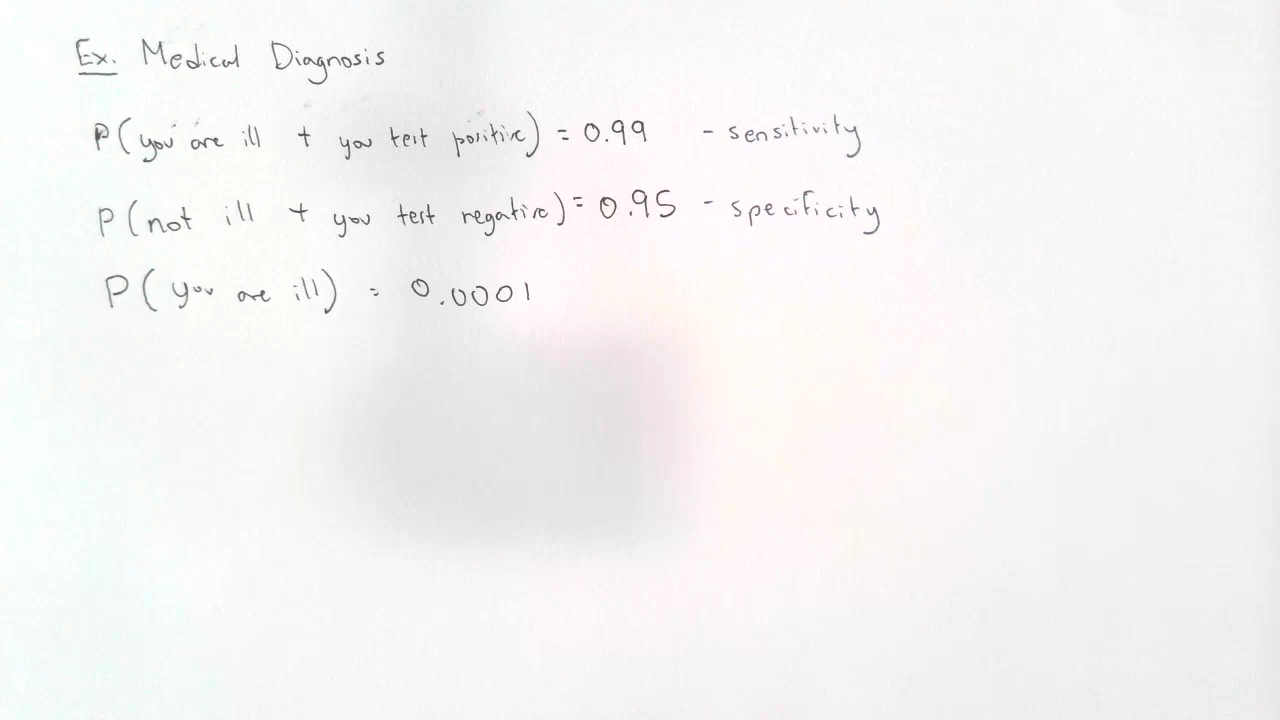 Ex. Medical Diagnosis
P(you are ill + you test positive) = 0.99 - sensitivity
P(not ill + you test negative) = 0.95 - specificity
P(you are ill) = 0.0001